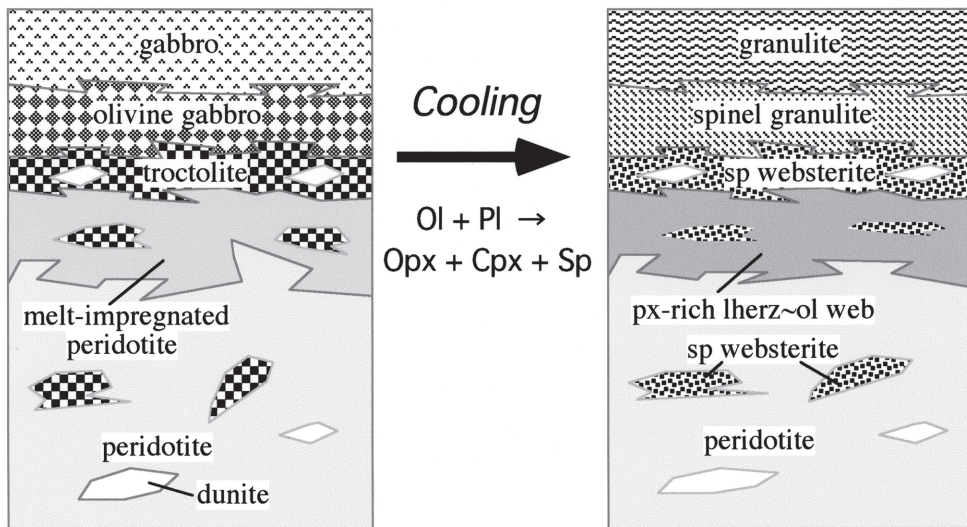 gabbro
olivine gabbro
troctolite
melt-impregnated
peridotite
peridotite
dunite
Cooling
Ol + Pl →
Opx + Cpx + Sp
granulite
spinel granulite
sp websterite
px-rich lherz~ol web
sp websterite
peridotite